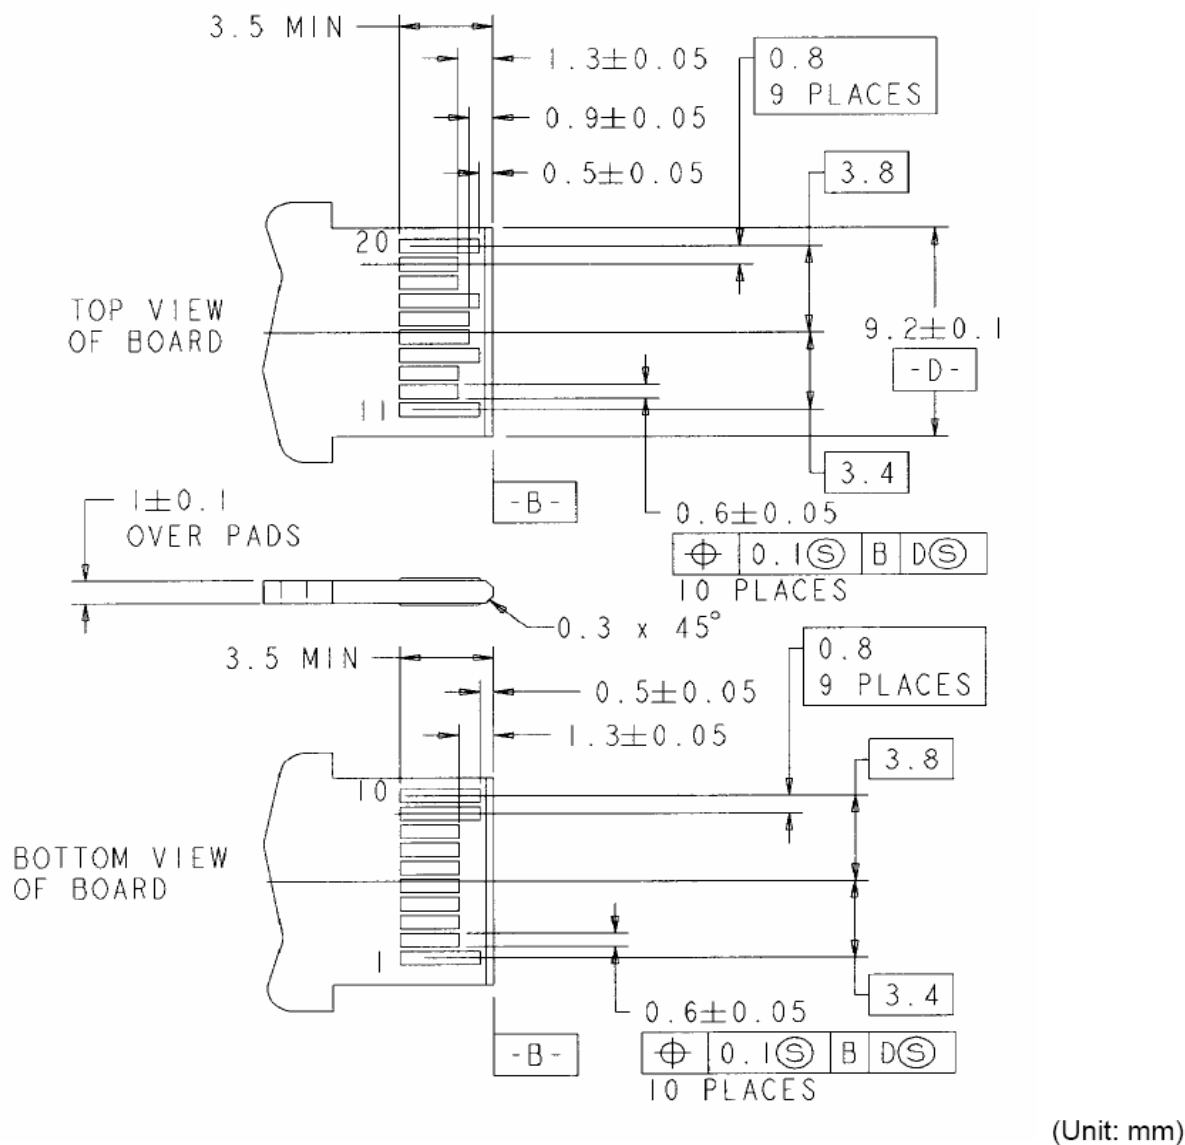 3.5 MIN
1.3±0.05
0.8
9 PLACES
0.9±0.05
0.5±0.05
3.8
20
TOP VIEW
OF BOARD
9.2±0.1
-D-
11
3.4
-B-
1±0.1
OVER PADS
0.6±0.05
⌖ 0.1Ⓢ B DⓈ
10 PLACES
0.3 x 45°
3.5 MIN
0.8
9 PLACES
0.5±0.05
1.3±0.05
3.8
10
BOTTOM VIEW
OF BOARD
1
3.4
0.6±0.05
-B-
⌖ 0.1Ⓢ B DⓈ
10 PLACES
(Unit: mm)